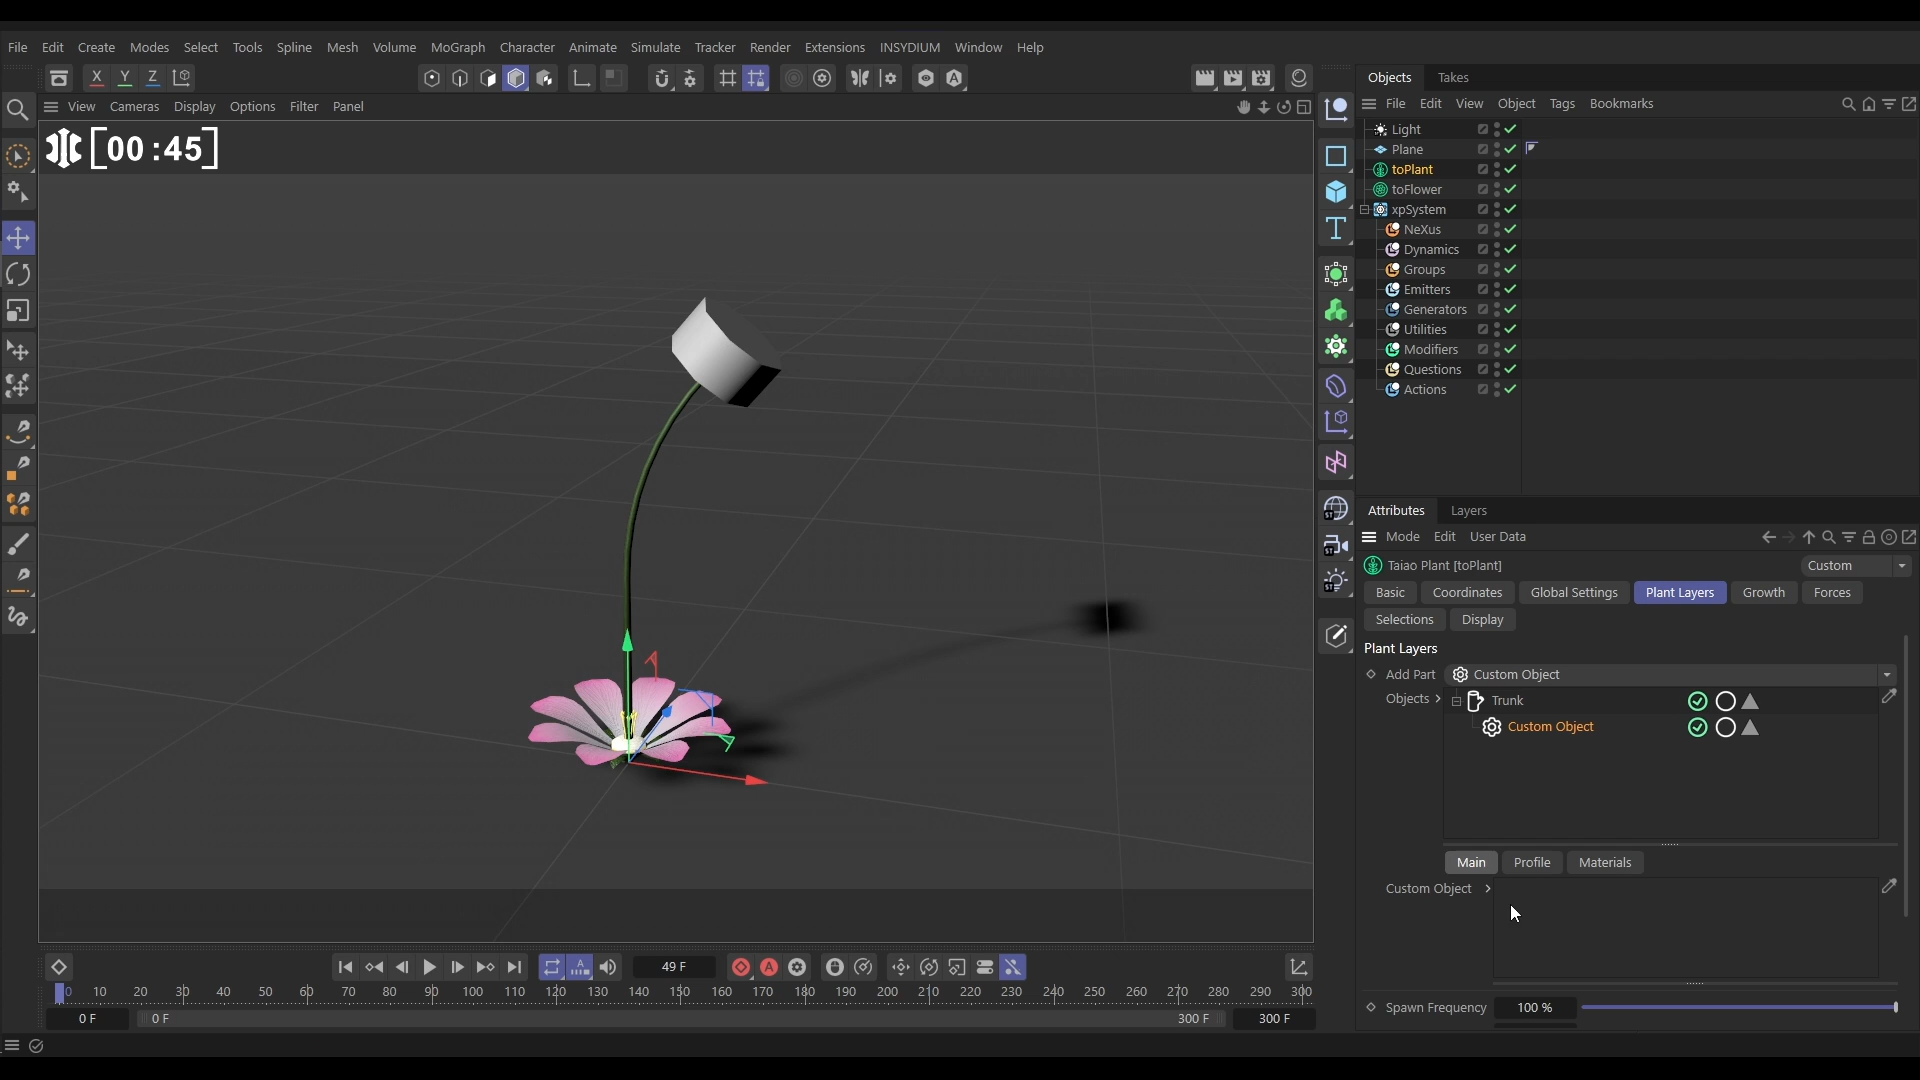 File Edit Create Modes Select Tools Spline Mesh Volume MoGraph Character Animate Simulate Tracker Render Extensions INSYDIUM Window Help
X Y Z
Objects Takes
View Cameras Display Options Filter Panel
File Edit View Object Tags Bookmarks
[00:45]
Light
Plane
toPlant
toFlower
xpSystem
NeXus
Dynamics
Groups
Emitters
Generators
Utilities
Modifiers
Questions
Actions
Attributes Layers
Mode Edit User Data
Taiao Plant [toPlant] Custom
Basic Coordinates Global Settings Plant Layers Growth Forces
Selections Display
Plant Layers
Add Part Custom Object
Objects > Trunk
Custom Object
Main Profile Materials
Custom Object >
49 F
0 10 20 30 40 50 60 70 80 90 100 110 120 130 140 150 160 170 180 190 200 210 220 230 240 250 260 270 280 290 300
Spawn Frequency 100 %
0 F 0 F 300 F 300 F